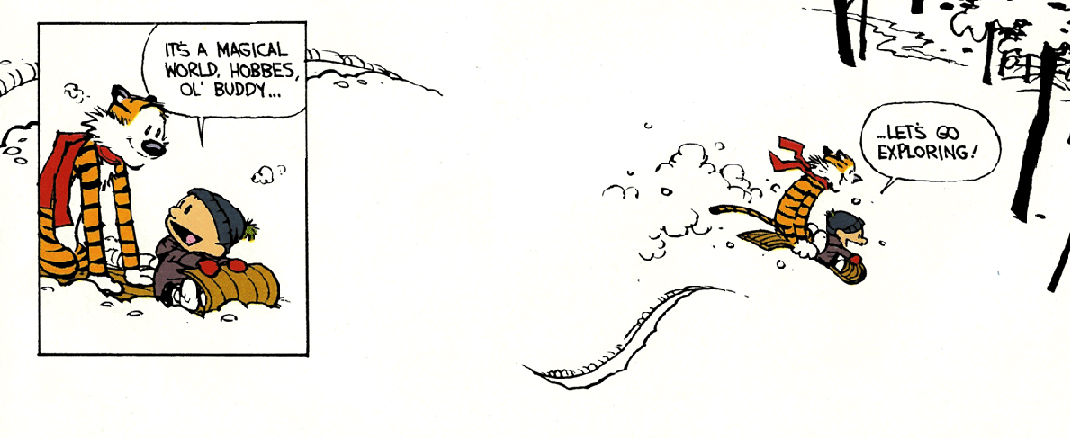 IT'S A MAGICAL
WORLD, HOBBES,
OL' BUDDY...
...LET'S GO
EXPLORING!